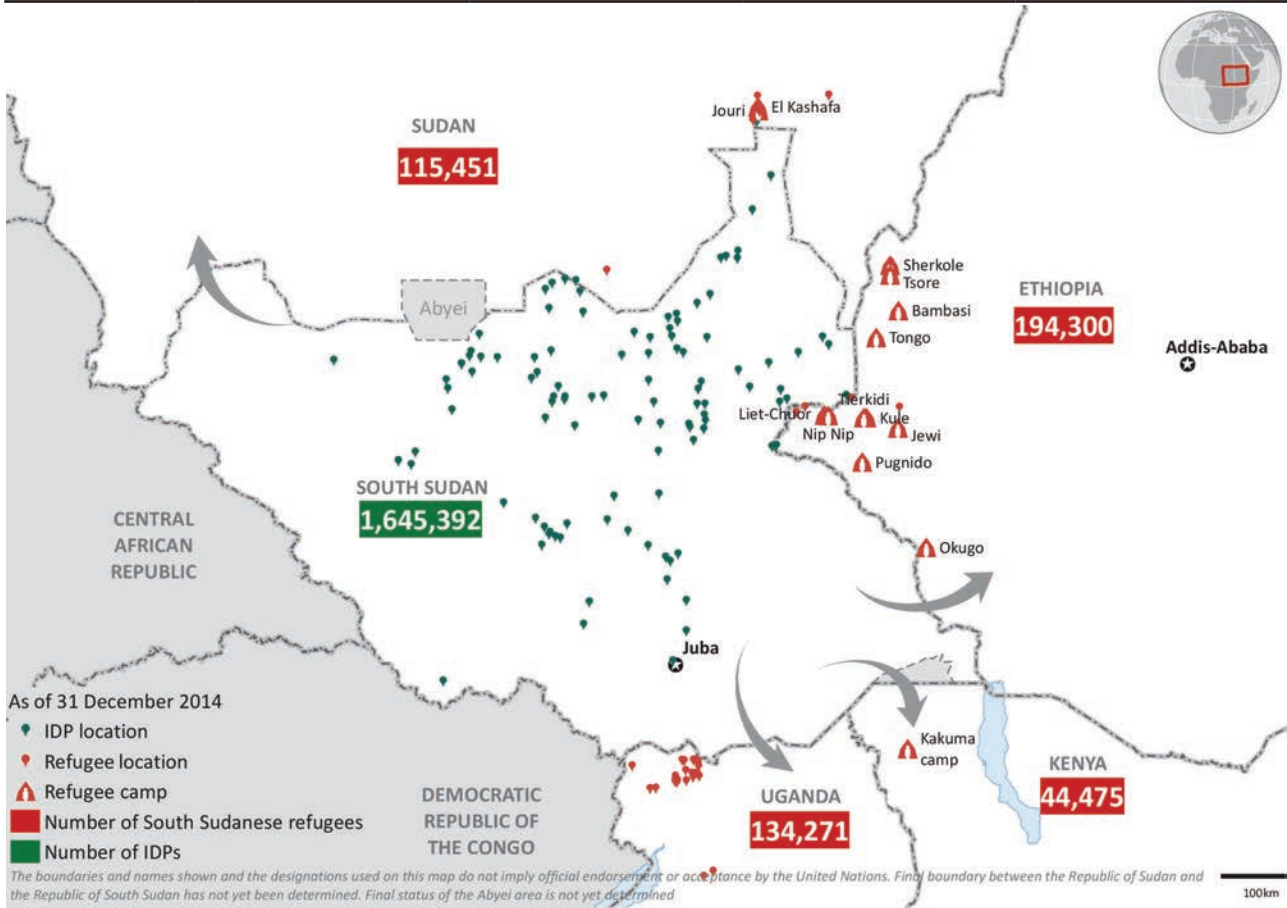 Jouri
El Kashafa
SUDAN
115,451
Sherkole
Tsore
ETHIOPIA
194,300
Bambasi
Abyei
Tongo
Addis-Ababa
Tierkidi
Liet-Chuor
Kule
Nip Nip
Jewi
Pugnido
SOUTH SUDAN
1,645,392
CENTRAL
AFRICAN
REPUBLIC
Okugo
Juba
As of 31 December 2014
IDP location
Refugee location
Refugee camp
Number of South Sudanese refugees
Number of IDPs
Kakuma
camp
KENYA
44,475
DEMOCRATIC
REPUBLIC OF
THE CONGO
UGANDA
134,271
The boundaries and names shown and the designations used on this map do not imply official endorsement or acceptance by the United Nations. Final boundary between the Republic of Sudan and
the Republic of South Sudan has not yet been determined. Final status of the Abyei area is not yet determined
100km